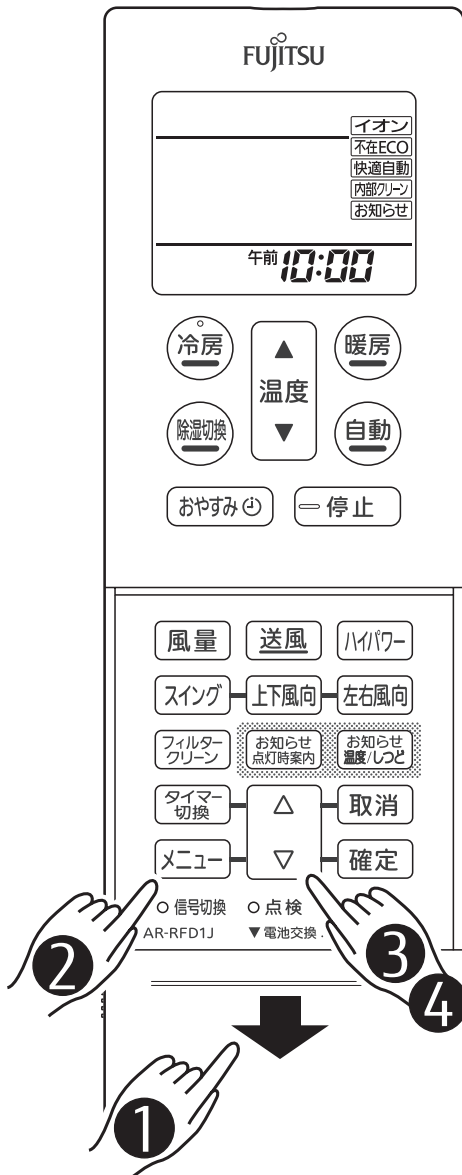 FUJITSU
イオン
不在ECO
快適自動
内部クリーン
お知らせ
午前10:00
冷房
▲
温度
▼
暖房
除湿切換
自動
おやすみ
停止
風量 送風 ハイパワー
スイング 上下風向 左右風向
フィルター
クリーン
お知らせ
点灯時案内
お知らせ
温度/しつど
タイマー
切換
△
取消
メニュー ▽ 確定
信号切換 点検
AR-RFD1J ▼電池交換
2
3
4
1